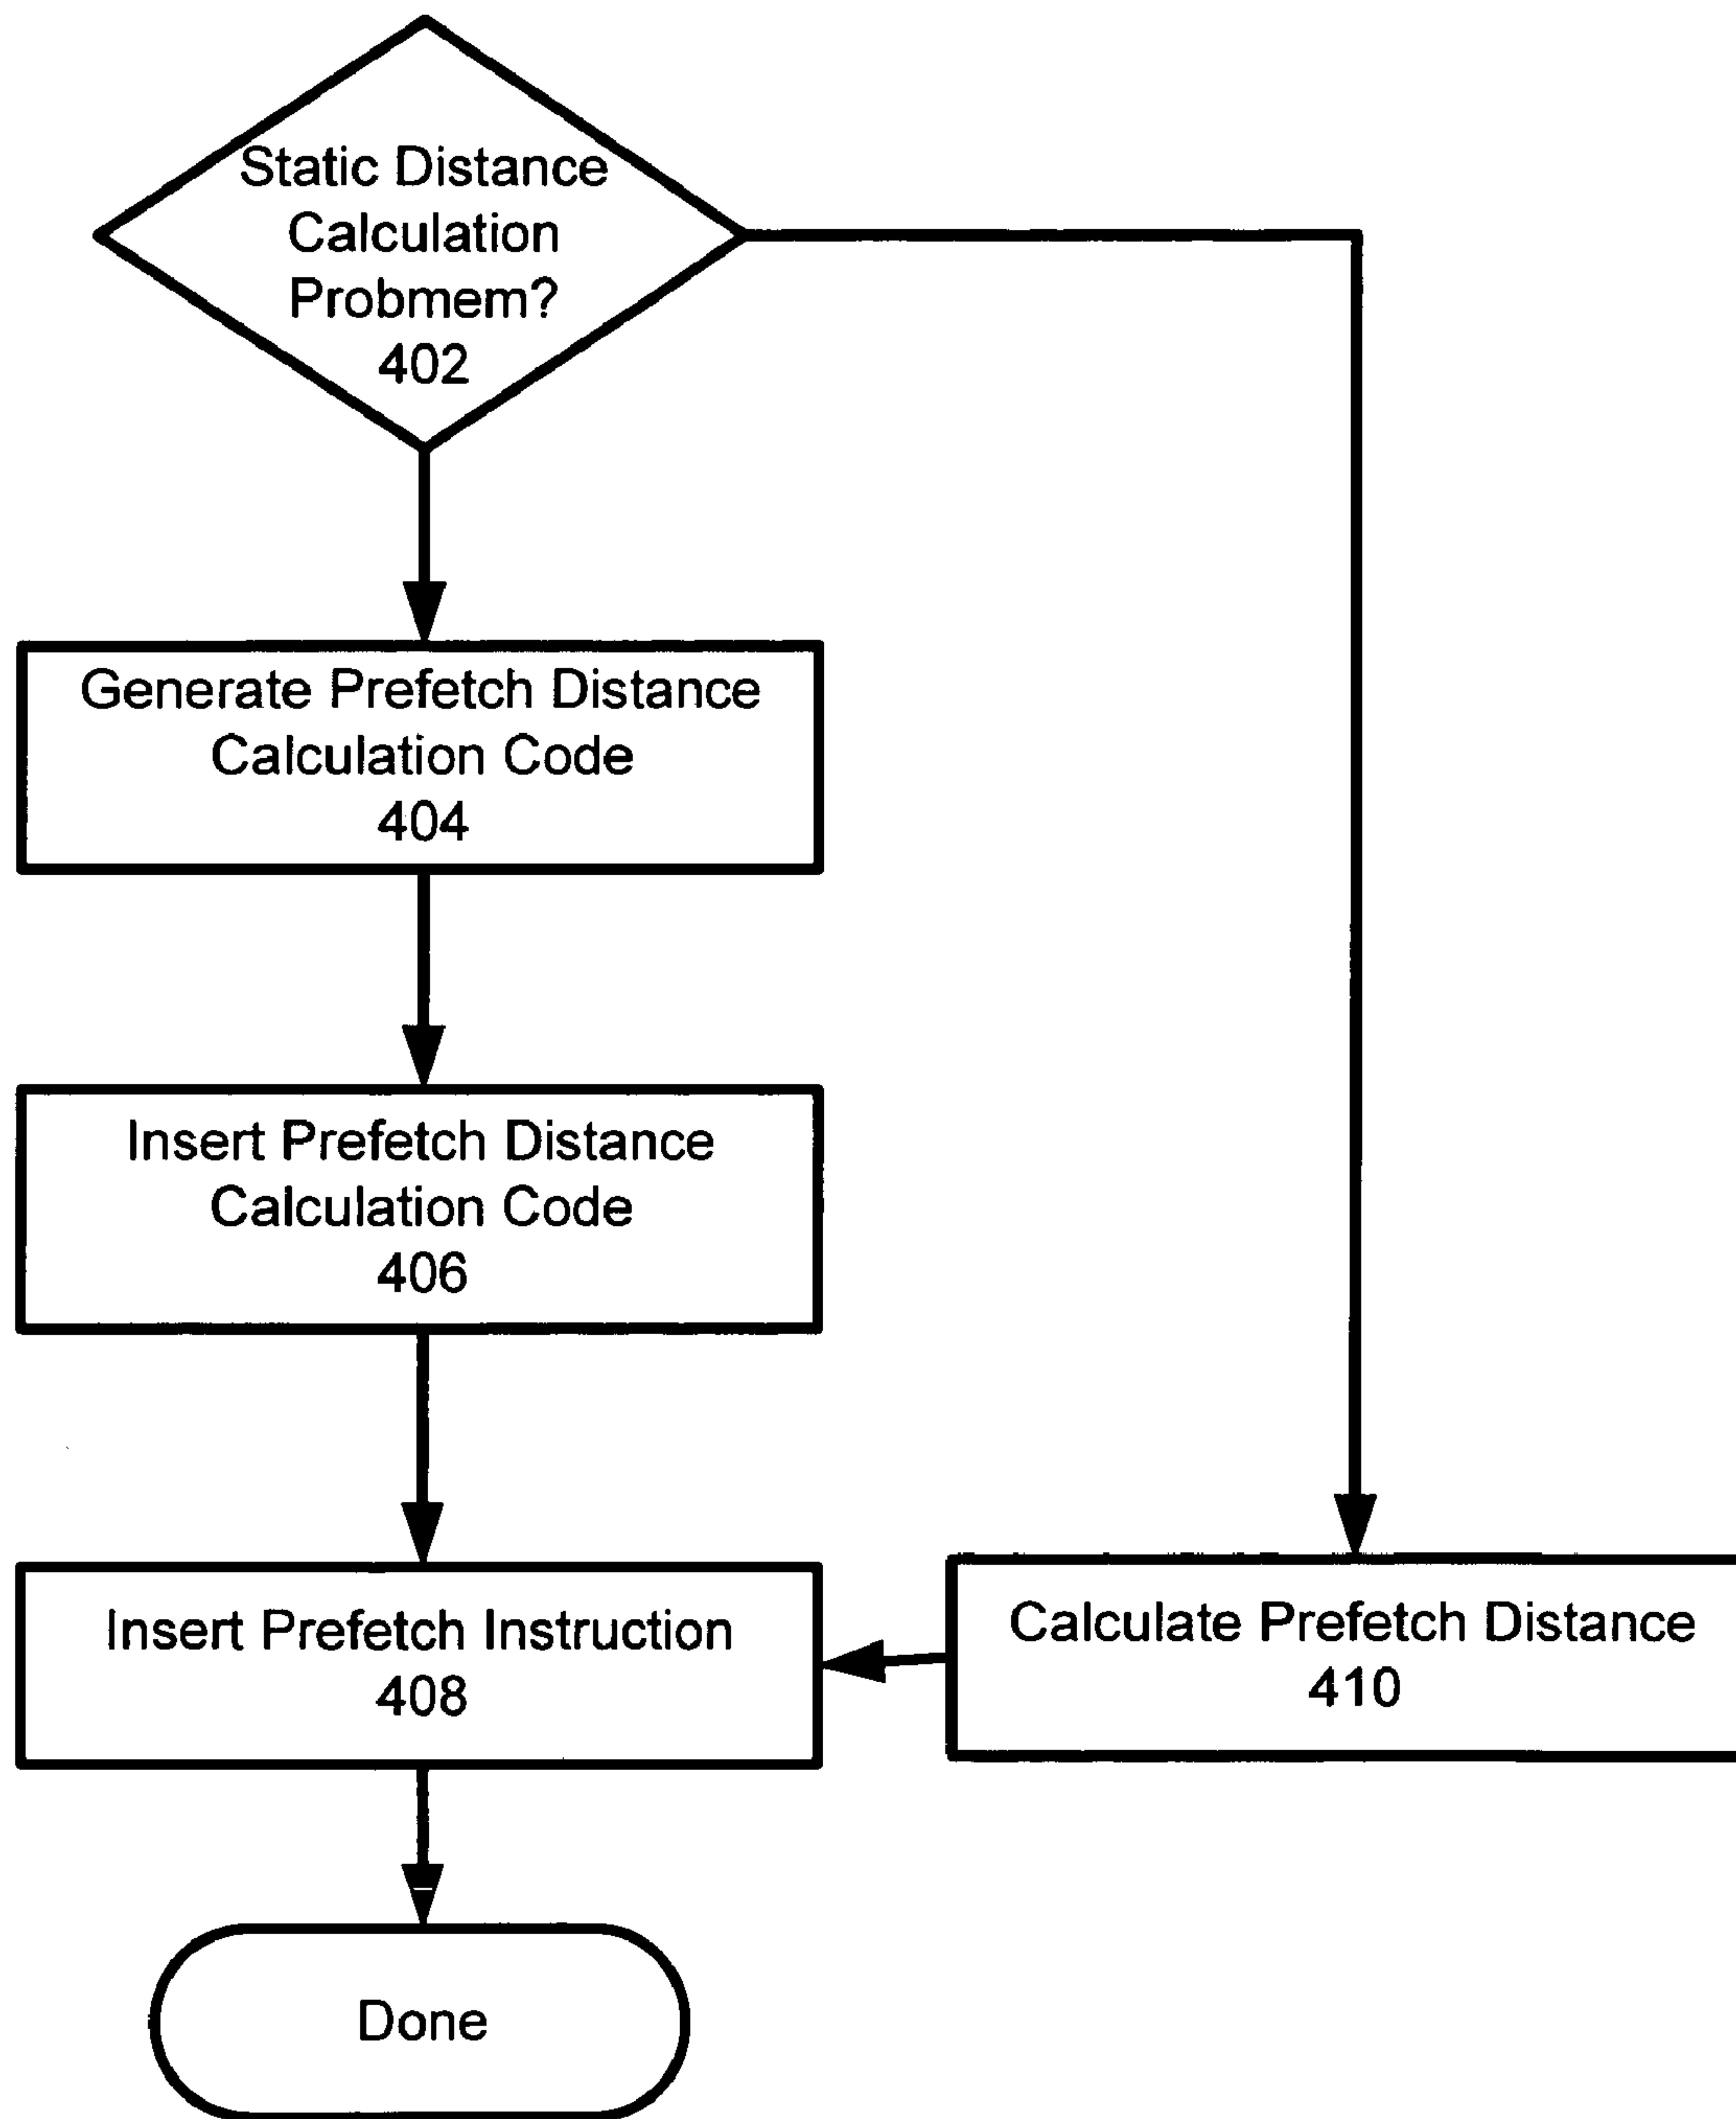 Static Distance
Calculation
Probmem?
402
Generate Prefetch Distance
Calculation Code
404
Insert Prefetch Distance
Calculation Code
406
Insert Prefetch Instruction
408
Calculate Prefetch Distance
410
Done